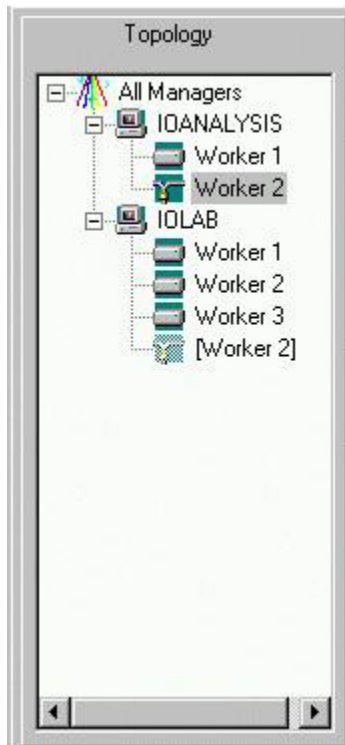 Topology
All Managers
IOANALYSIS
Worker 1
Worker 2
IOLAB
Worker 1
Worker 2
Worker 3
[Worker 2]